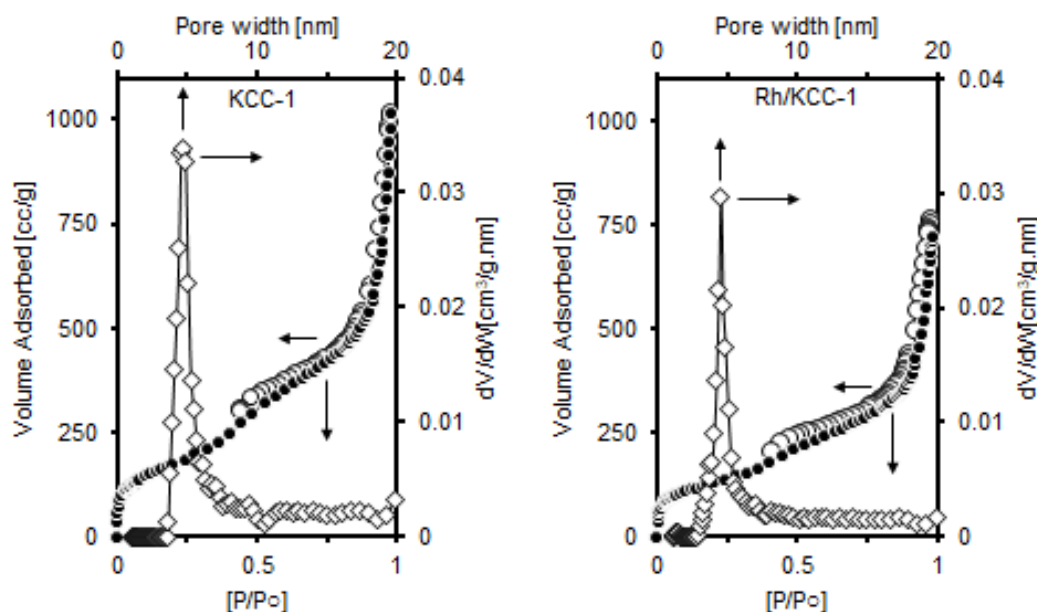 Pore width [nm]
0 10 20
KCC-1
Volume Adsorbed [cc/g]
1000
750
500
250
0
0.04
0.03
0.02
0.01
0
dV/dW[cm³/g.nm]
0 0.5 1
[P/P○]
Pore width [nm]
0 10 20
Rh/KCC-1
Volume Adsorbed [cc/g]
1000
750
500
250
0
0.04
0.03
0.02
0.01
0
dV/dW[cm³/g.nm]
0 0.5 1
[P/P○]